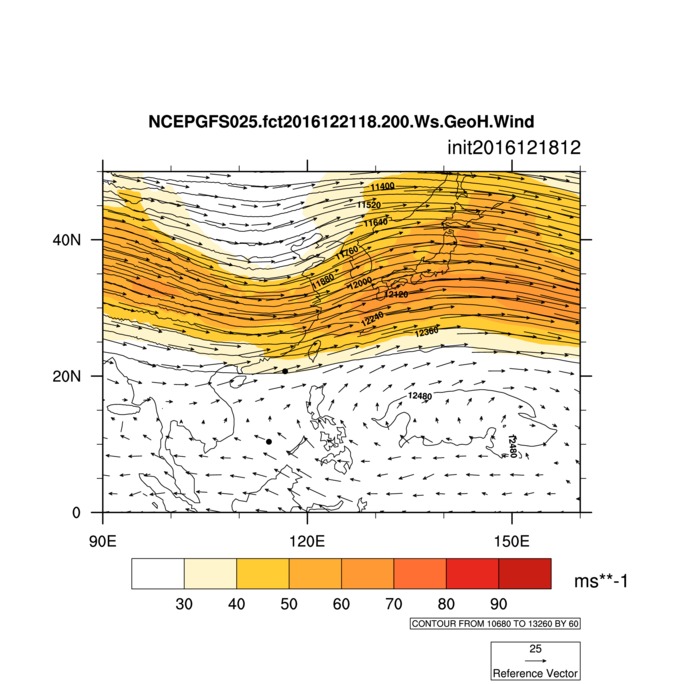 NCEPGFS025.fct2016122118.200.Ws.GeoH.Wind
init2016121812
11400
11520
11640
11760
11880
12000
12120
12240
12360
12480
12480
40N
20N
0
90E 120E 150E
30 40 50 60 70 80 90
ms**-1
CONTOUR FROM 10680 TO 13260 BY 60
25
Reference Vector